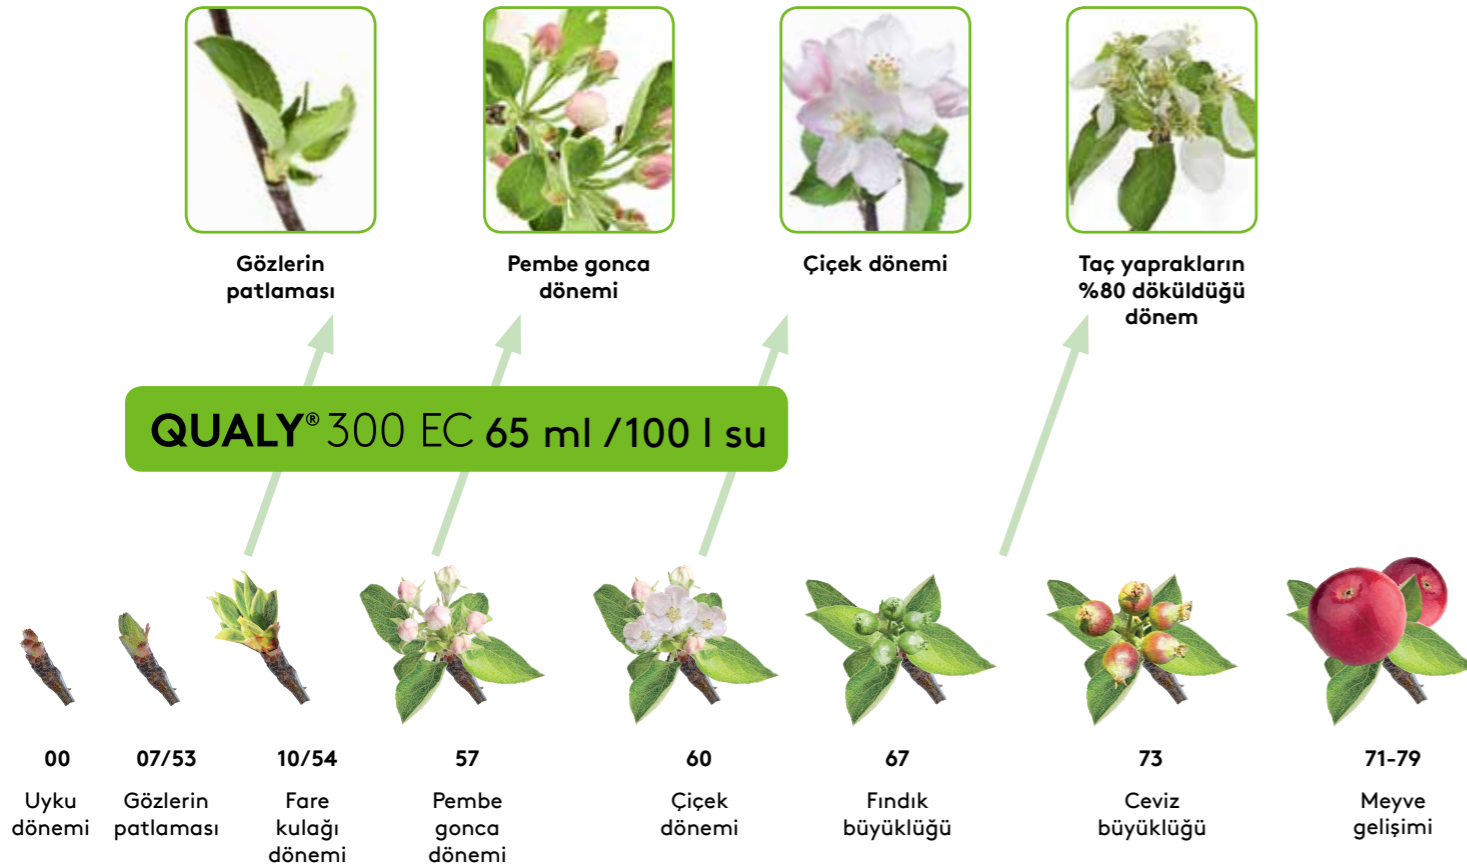 Gözlerin
patlaması
Pembe gonca
dönemi
Çiçek dönemi
Taç yaprakların
%80 döküldüğü
dönem
QUALY® 300 EC 65 ml /100 l su
00
Uyku
dönemi
07/53
Gözlerin
patlaması
10/54
Fare
kulağı
dönemi
57
Pembe
gonca
dönemi
60
Çiçek
dönemi
67
Fındık
büyüklüğü
73
Ceviz
büyüklüğü
71-79
Meyve
gelişimi